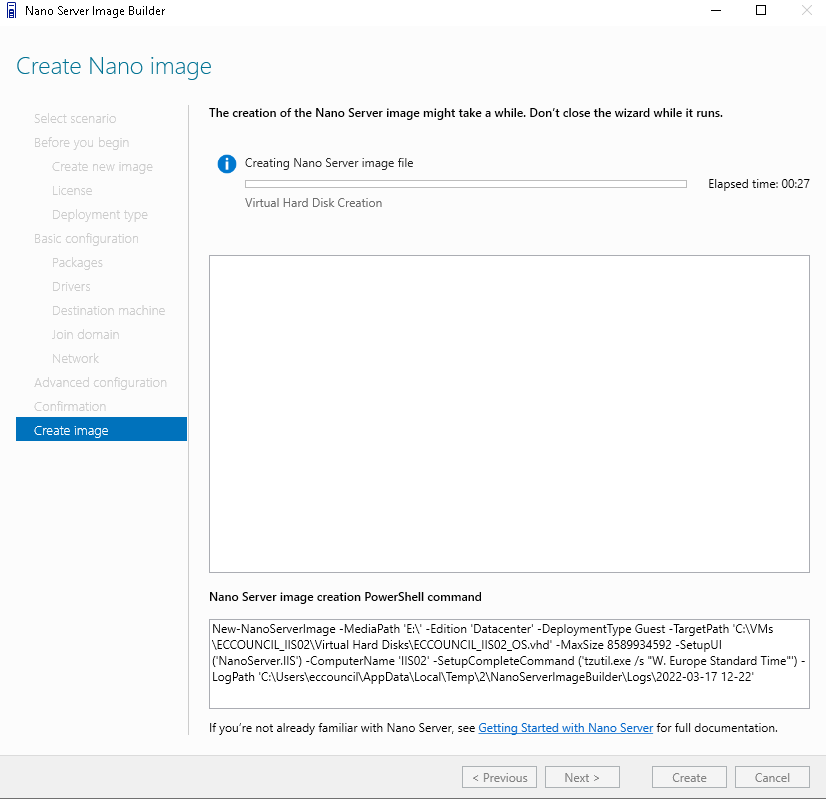 Nano Server Image Builder
Create Nano image
Select scenario
Before you begin
Create new image
License
Deployment type
Basic configuration
Packages
Drivers
Destination machine
Join domain
Network
Advanced configuration
Confirmation
Create image
The creation of the Nano Server image might take a while. Don't close the wizard while it runs.
Creating Nano Server image file
Elapsed time: 00:27
Virtual Hard Disk Creation
Nano Server image creation PowerShell command
New-NanoServerImage -MediaPath 'E:\' -Edition 'Datacenter' -DeploymentType Guest -TargetPath 'C:\VMs
\ECCOUNCIL_IIS02\Virtual Hard Disks\ECCOUNCIL_IIS02_OS.vhd' -MaxSize 8589934592 -SetupUI
('NanoServer.IIS') -ComputerName 'IIS02' -SetupCompleteCommand ('tzutil.exe /s "W. Europe Standard Time"') -
LogPath 'C:\Users\eccouncil\AppData\Local\Temp\2\NanoServerImageBuilder\Logs\2022-03-17 12-22'
If you're not already familiar with Nano Server, see Getting Started with Nano Server for full documentation.
< Previous
Next >
Create
Cancel